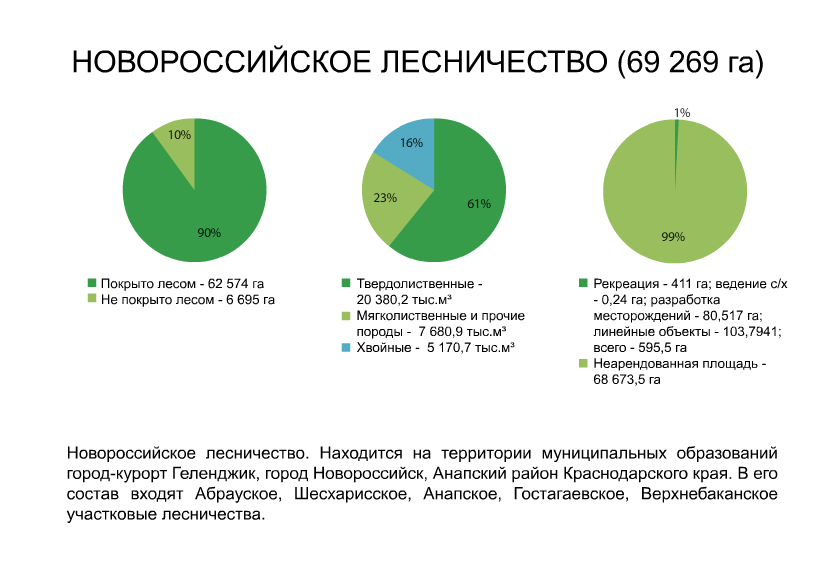 НОВОРОССИЙСКОЕ ЛЕСНИЧЕСТВО (69 269 га)
10%
90%
16%
23%
61%
1%
99%
Покрыто лесом - 62 574 га
Не покрыто лесом - 6 695 га
Твердолиственные -
20 380,2 тыс.м³
Мягколиственные и прочие
породы - 7 680,9 тыс.м³
Хвойные - 5 170,7 тыс.м³
Рекреация - 411 га; ведение с/х
- 0,24 га; разработка
месторождений - 80,517 га;
линейные объекты - 103,7941;
всего - 595,5 га
Неарендованная площадь -
68 673,5 га
Новороссийское лесничество. Находится на территории муниципальных образований
город-курорт Геленджик, город Новороссийск, Анапский район Краснодарского края. В его
состав входят Абрауское, Шесхарисское, Анапское, Гостагаевское, Верхнебаканское
участковые лесничества.